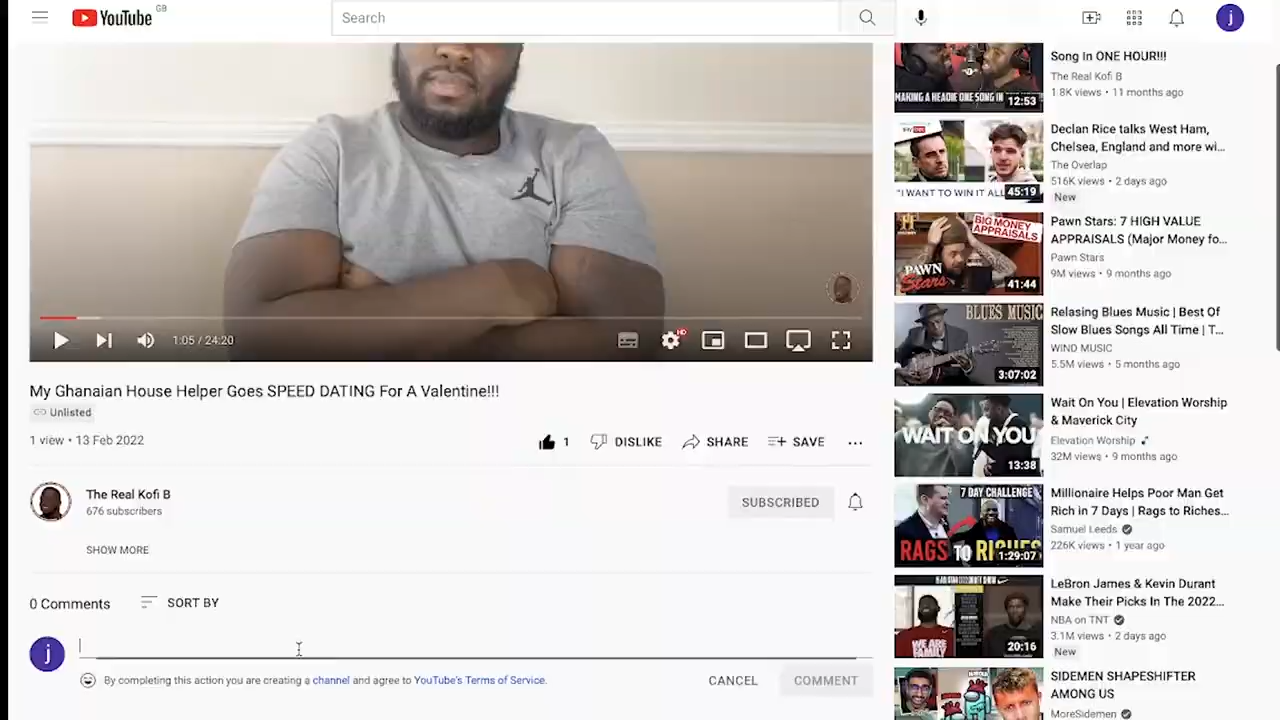 YouTube GB
Search
j
1:05 / 24:20
HD
My Ghanaian House Helper Goes SPEED DATING For A Valentine!!!
Unlisted
1 view • 13 Feb 2022
1
DISLIKE
SHARE
SAVE
The Real Kofi B
676 subscribers
SUBSCRIBED
SHOW MORE
0 Comments
SORT BY
j
By completing this action you are creating a channel and agree to YouTube's Terms of Service.
CANCEL
COMMENT
MAKING A HEADIE ONE SONG IN
12:53
Song In ONE HOUR!!!
The Real Kofi B
1.8K views • 11 months ago
"I WANT TO WIN IT ALL
45:19
Declan Rice talks West Ham,
Chelsea, England and more wi...
The Overlap
516K views • 2 days ago
New
H
BIG MONEY
APPRAISALS
PAWN
Stars
41:44
Pawn Stars: 7 HIGH VALUE
APPRAISALS (Major Money fo...
Pawn Stars
9M views • 9 months ago
BLUES MUSIC
3:07:02
Relasing Blues Music | Best Of
Slow Blues Songs All Time | T...
WIND MUSIC
5.5M views • 5 months ago
WAIT ON YOU
13:38
Wait On You | Elevation Worship
& Maverick City
Elevation Worship
32M views • 9 months ago
7 DAY CHALLENGE
RAGS TO RICHES
1:29:07
Millionaire Helps Poor Man Get
Rich in 7 Days | Rags to Riches...
Samuel Leeds
226K views • 1 year ago
WE ARE
FAMILY
20:16
LeBron James & Kevin Durant
Make Their Picks In The 2022...
NBA on TNT
3.1M views • 2 days ago
New
SIDEMEN SHAPESHIFTER
AMONG US
MoreSidemen